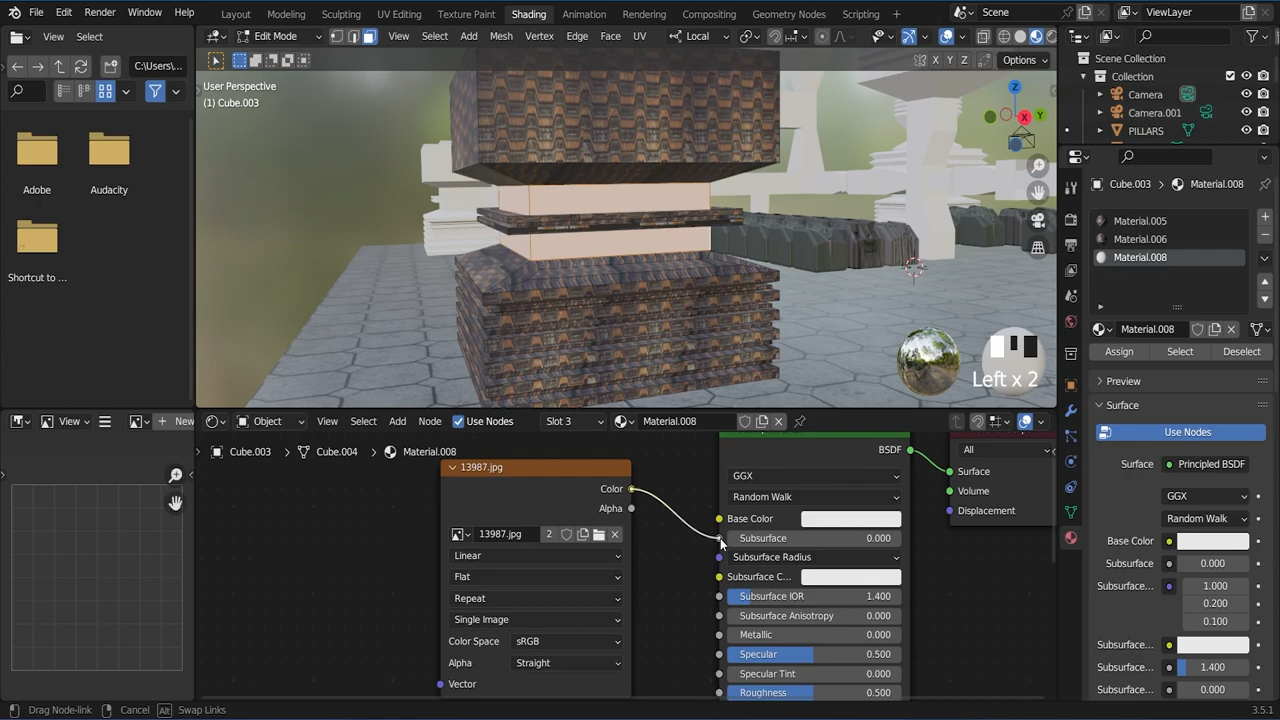 File Edit Render Window Help
Layout Modeling Sculpting UV Editing Texture Paint Shading Animation Rendering Compositing Geometry Nodes Scripting
Scene
ViewLayer
View Select
Edit Mode
View Select Add Mesh Vertex Edge Face UV
Local
C:\Users\...
X Y Z
Options
User Perspective
(1) Cube.003
Z
X
Y
Adobe
Audacity
Shortcut to ...
Left x 2
Scene Collection
Collection
Camera
Camera.001
PILLARS
Cube.003
Material.008
Material.005
Material.006
Material.008
Material.008
Assign Select Deselect
Preview
Surface
Use Nodes
Surface Principled BSDF
GGX
Random Walk
Base Color
Subsurface 0.000
Subsurface... 1.000
0.200
0.100
Subsurface...
Subsurface... 1.400
Subsurface... 0.000
View
New
Object
View Select Add Node
Use Nodes
Slot 3
Material.008
Cube.003
Cube.004
Material.008
13987.jpg
Color
Alpha
13987.jpg 2
Linear
Flat
Repeat
Single Image
Color Space sRGB
Alpha Straight
Vector
BSDF
GGX
Random Walk
Base Color
Subsurface 0.000
Subsurface Radius
Subsurface C...
Subsurface IOR 1.400
Subsurface Anisotropy 0.000
Metallic 0.000
Specular 0.500
Specular Tint 0.000
Roughness 0.500
All
Surface
Volume
Displacement
Drag Node-link
Cancel
Alt Swap Links
3.5.1